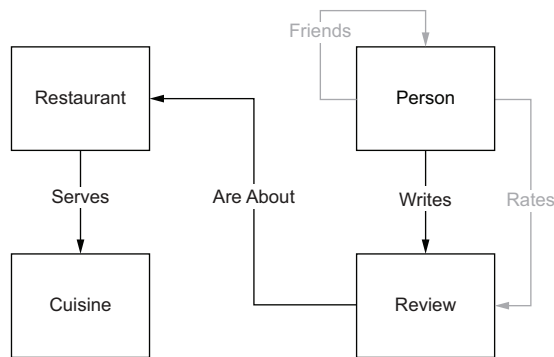 Friends
Restaurant
Person
Serves
Are About
Writes
Rates
Cuisine
Review